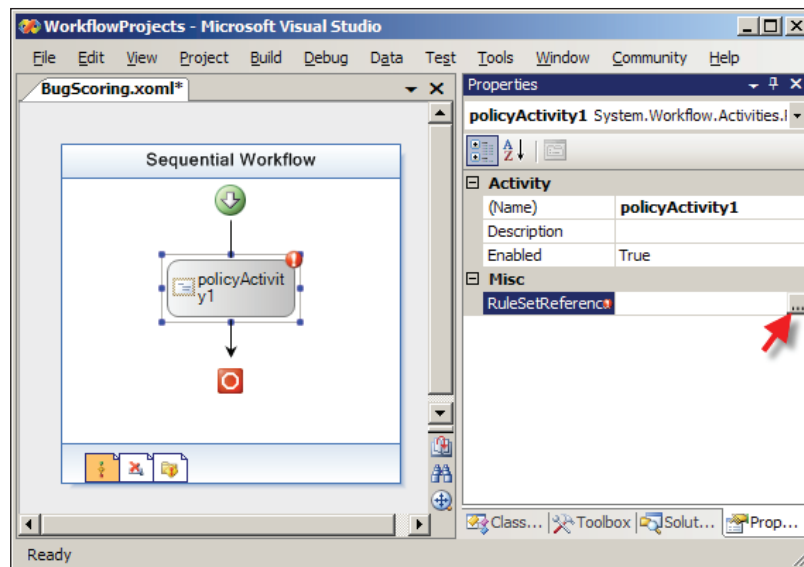 WorkflowProjects - Microsoft Visual Studio
File Edit View Project Build Debug Data Test Tools Window Community Help
BugScoring.xoml*
Sequential Workflow
policyActivit
y1
Properties
policyActivity1 System.Workflow.Activities.
A
Z
Activity
(Name) policyActivity1
Description
Enabled True
Misc
RuleSetReferenc
...
Class... Toolbox Solut... Prop...
Ready